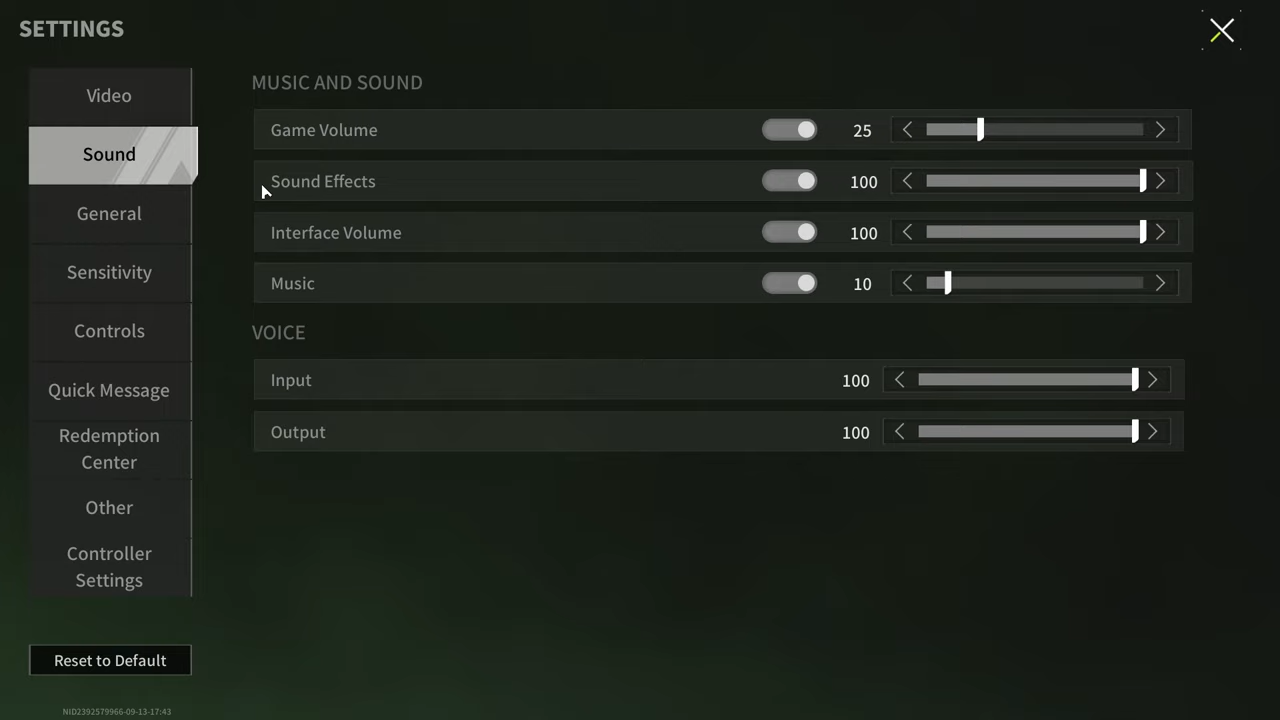 SETTINGS
Video
Sound
General
Sensitivity
Controls
Quick Message
Redemption
Center
Other
Controller
Settings
Reset to Default
NID2392579966-09-13-17:43
MUSIC AND SOUND
Game Volume 25
Sound Effects 100
Interface Volume 100
Music 10
VOICE
Input 100
Output 100